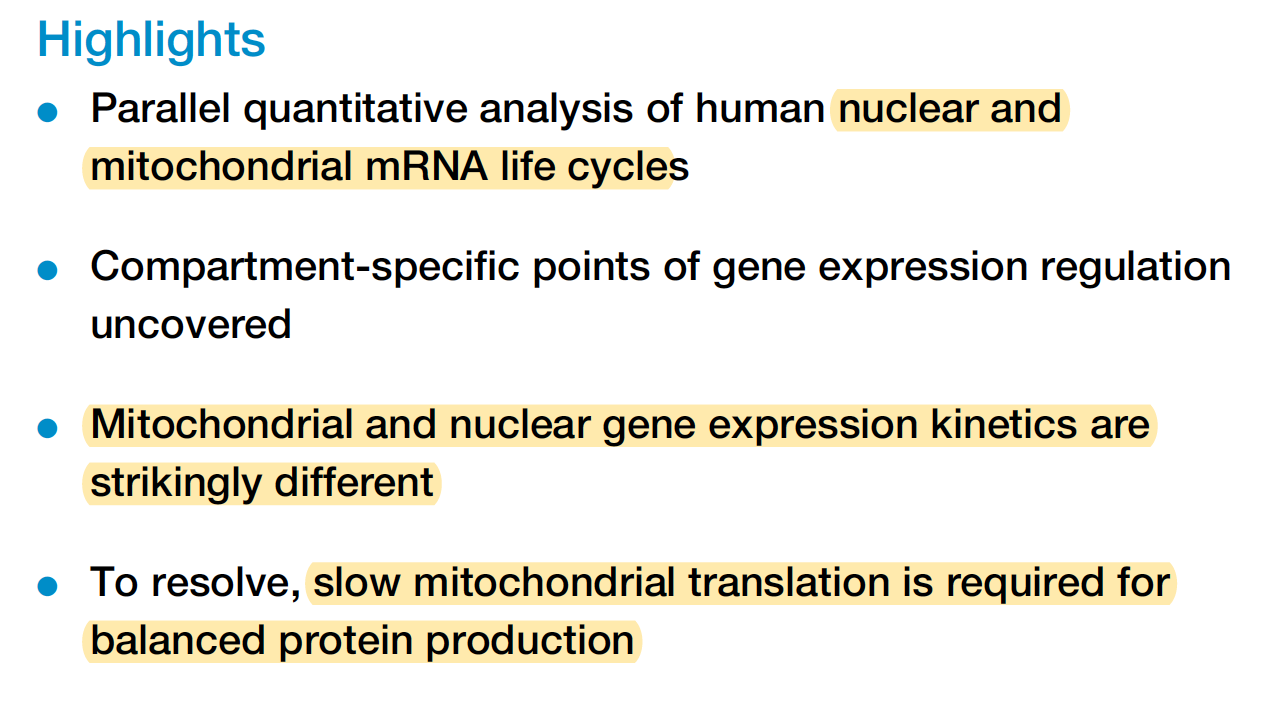 Highlights
● Parallel quantitative analysis of human nuclear and
mitochondrial mRNA life cycles
● Compartment-specific points of gene expression regulation
uncovered
● Mitochondrial and nuclear gene expression kinetics are
strikingly different
● To resolve, slow mitochondrial translation is required for
balanced protein production